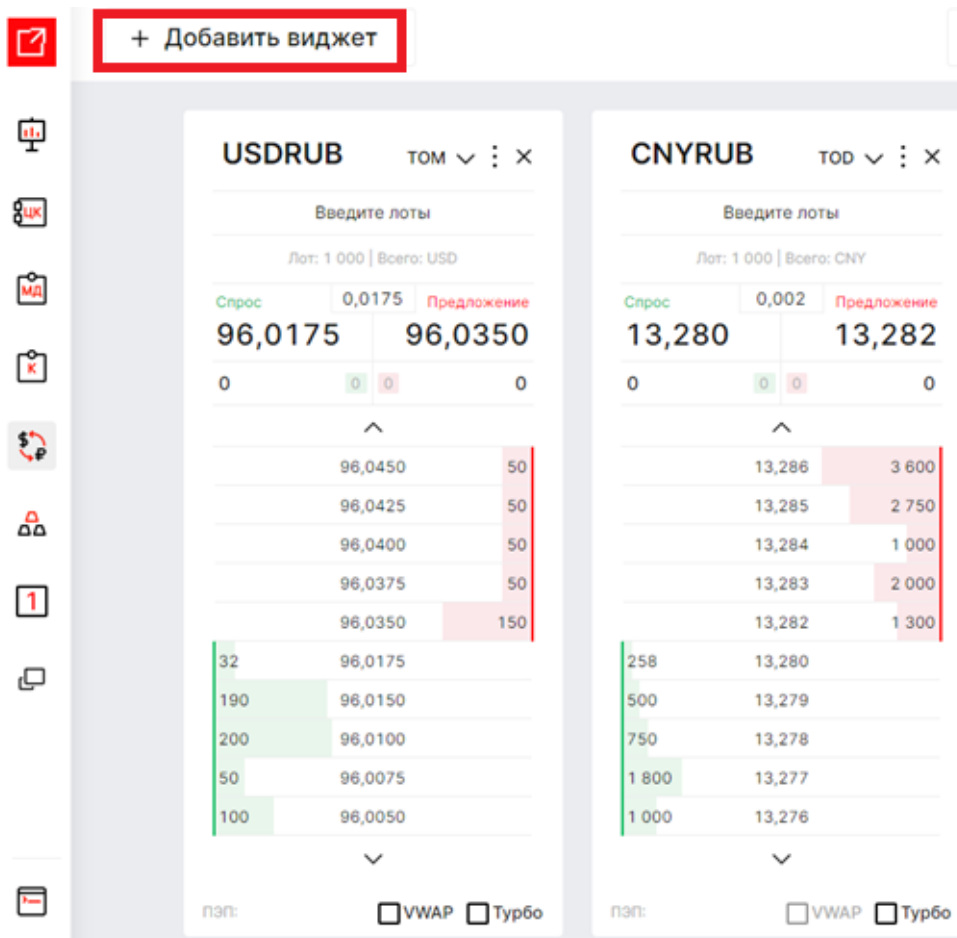 + Добавить виджет
ЦК
МД
К
$ ₽
1
USDRUB TOM
Введите лоты
Лот: 1 000 | Всего: USD
Спрос 0,0175 Предложение
96,0175 96,0350
0 0 0 0
96,0450 50
96,0425 50
96,0400 50
96,0375 50
96,0350 150
32 96,0175
190 96,0150
200 96,0100
50 96,0075
100 96,0050
ПЭП: VWAP Турбо
CNYRUB TOD
Введите лоты
Лот: 1 000 | Всего: CNY
Спрос 0,002 Предложение
13,280 13,282
0 0 0 0
13,286 3 600
13,285 2 750
13,284 1 000
13,283 2 000
13,282 1 300
258 13,280
500 13,279
750 13,278
1 800 13,277
1 000 13,276
ПЭП: VWAP Турбо